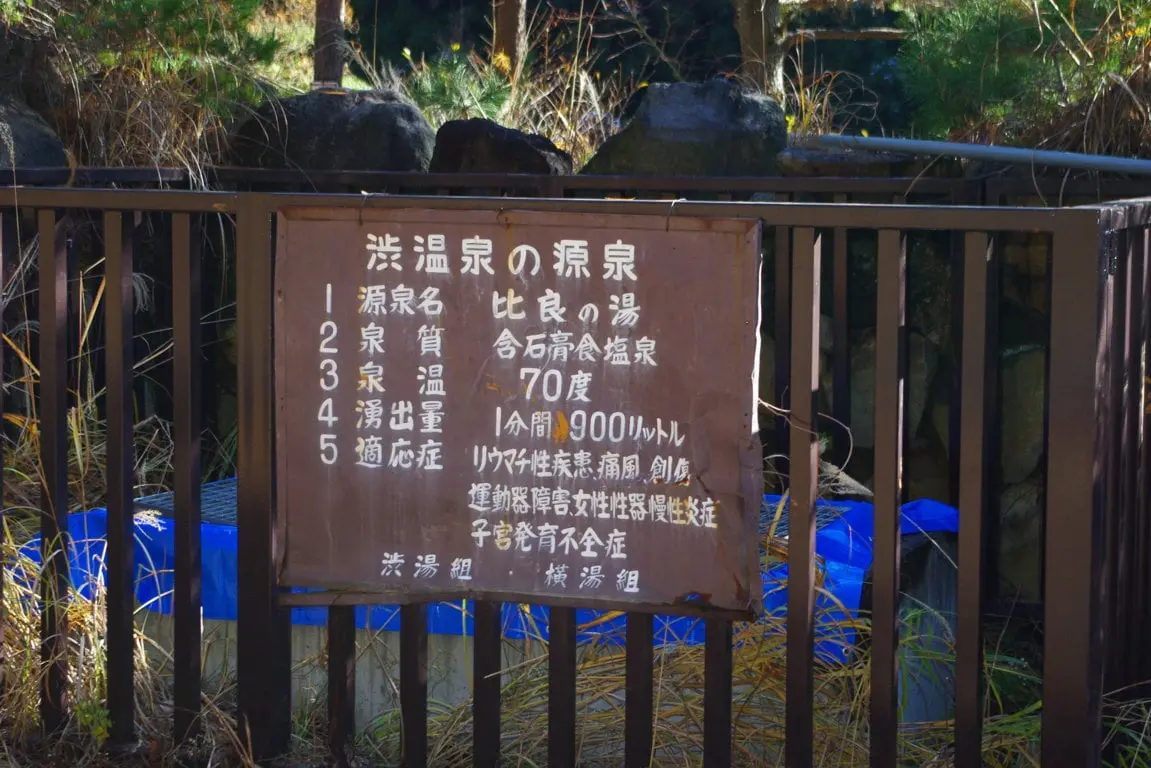 渋温泉の源泉
1 源泉名 比良の湯
2 泉質 含石膏食塩泉
3 泉温 70度
4 湧出量 1分間 900リットル
5 適応症 リウマチ性疾患、痛風、創傷
運動器障害、女性性器慢性炎症
子宮発育不全症
渋湯組・横湯組